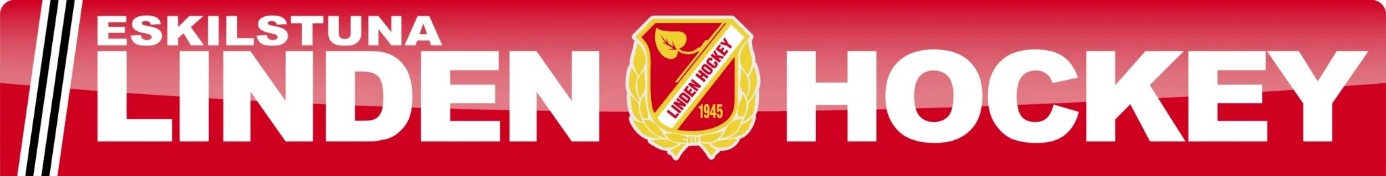 ESKILSTUNA
LINDEN HOCKEY
LINDEN HOCKEY
1945